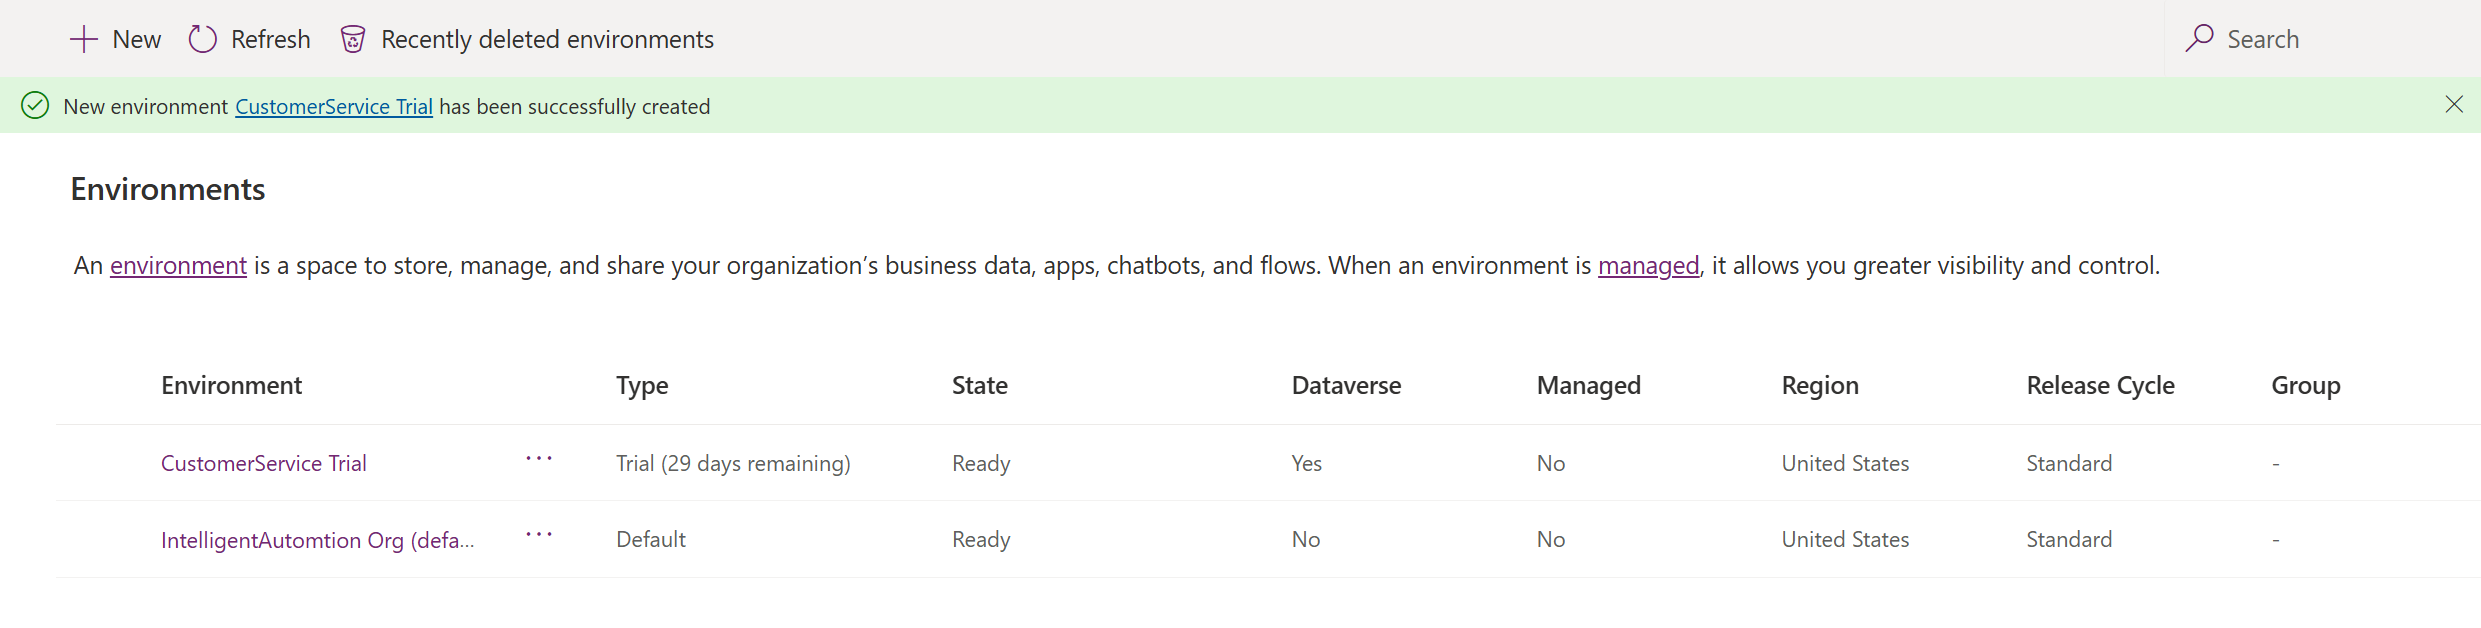 New Refresh Recently deleted environments Search
New environment CustomerService Trial has been successfully created
Environments
An environment is a space to store, manage, and share your organization’s business data, apps, chatbots, and flows. When an environment is managed, it allows you greater visibility and control.
Environment Type State Dataverse Managed Region Release Cycle Group
CustomerService Trial ... Trial (29 days remaining) Ready Yes No United States Standard -
IntelligentAutomtion Org (defa... ... Default Ready No No United States Standard -